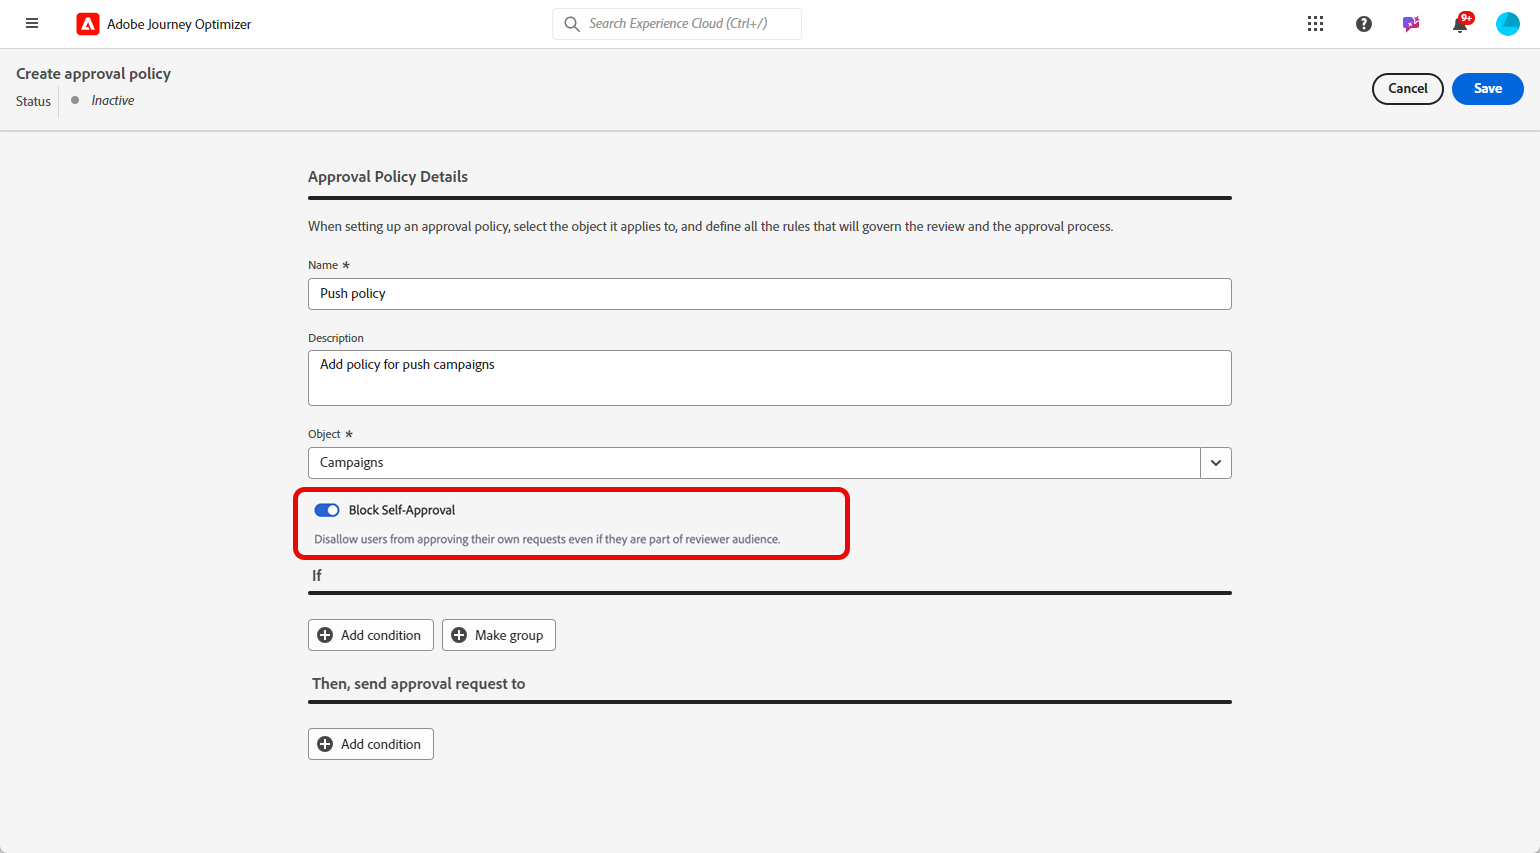 Adobe Journey Optimizer
Search Experience Cloud (Ctrl+/)
9+
Create approval policy
Status
Inactive
Cancel
Save
Approval Policy Details
When setting up an approval policy, select the object it applies to, and define all the rules that will govern the review and the approval process.
Name *
Push policy
Description
Add policy for push campaigns
Object *
Campaigns
Block Self-Approval
Disallow users from approving their own requests even if they are part of reviewer audience.
If
Add condition
Make group
Then, send approval request to
Add condition